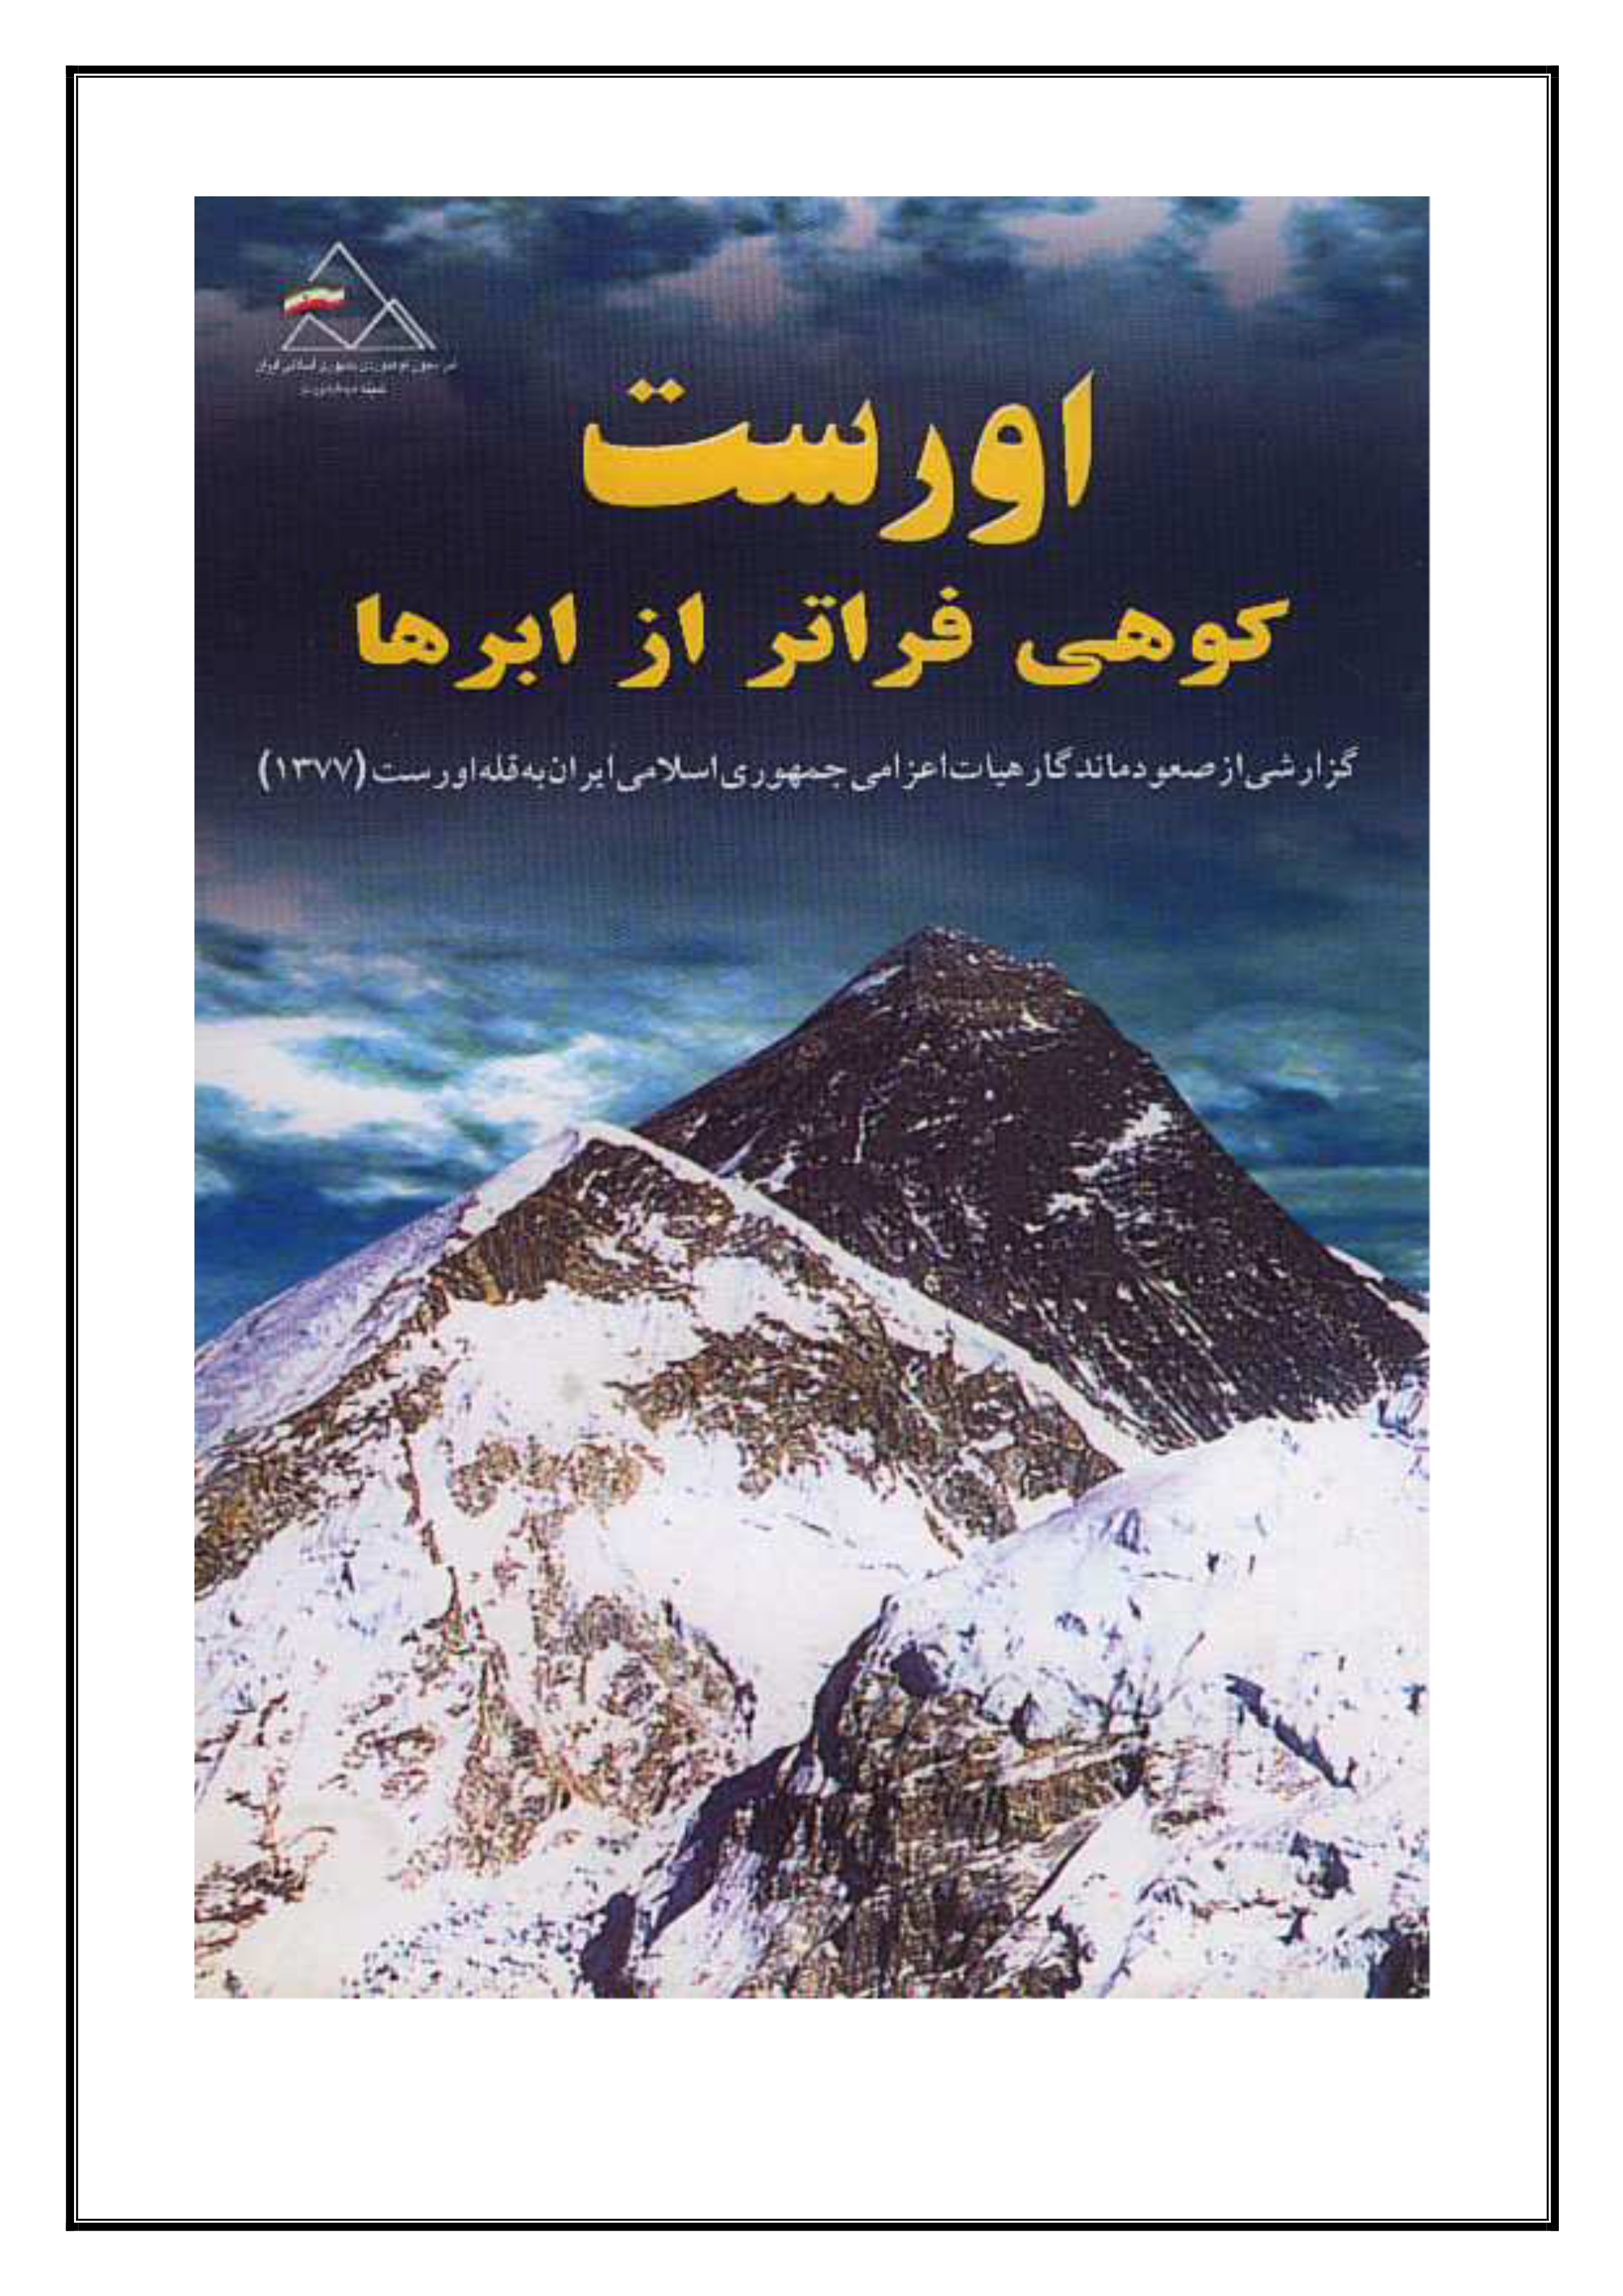 اورست
کوهی فراتر از ابرها
گزارشی از صعود ماندگار هیات اعزامی جمهوری اسلامی ایران به قله اورست (۱۳۷۷)